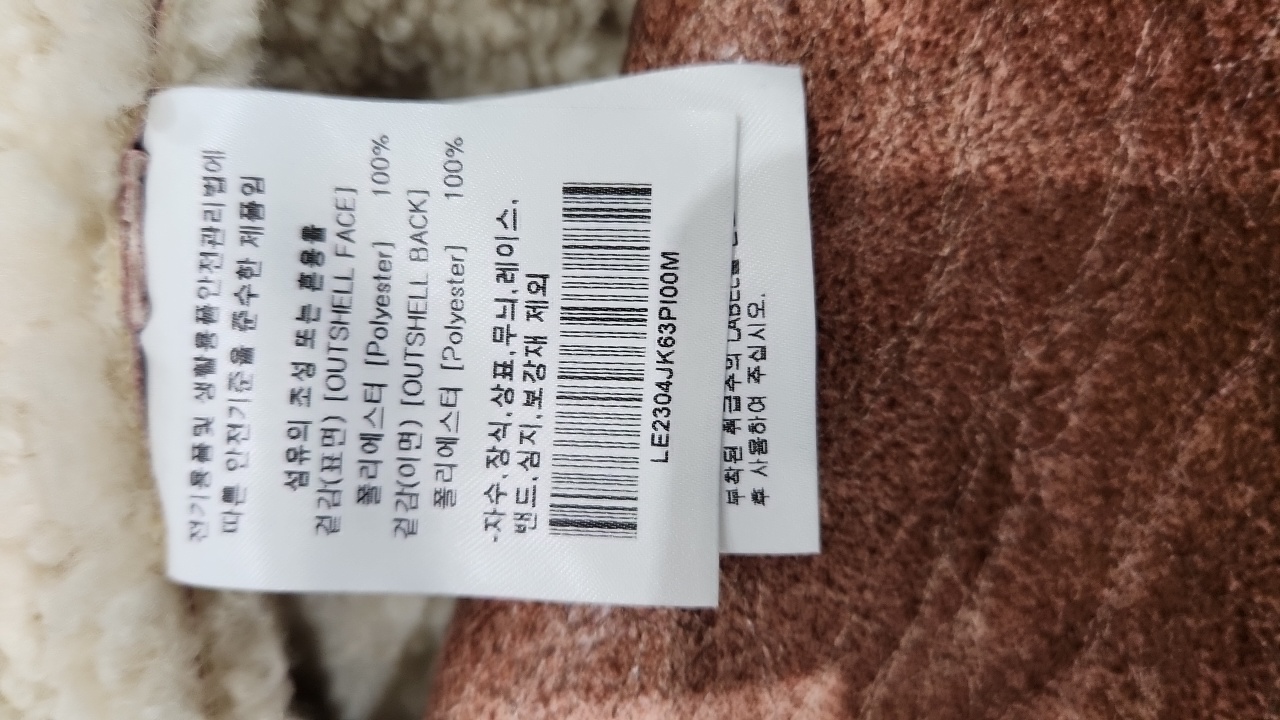 전기용품및 생활용품안전관리법에
따른 안전기준을 준수한 제품임
섬유의 조성 또는 혼용률
겉감(표면) [OUTSHELL FACE]
폴리에스터 [Polyester] 100%
겉감(이면) [OUTSHELL BACK]
폴리에스터 [Polyester] 100%
-자수,장식,상표,무늬,레이스,
밴드,심지,보강재 제외
LE2304JK63PI00M
부착된 취급주의 LABEL을
후 사용하여 주십시오.